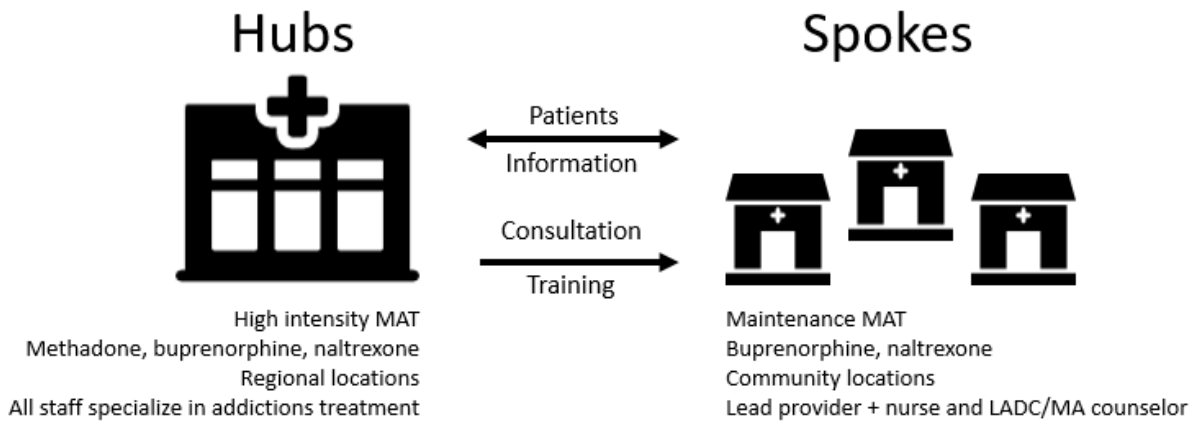 Hubs
Spokes
Patients
Information
Consultation
Training
High intensity MAT
Methadone, buprenorphine, naltrexone
Regional locations
All staff specialize in addictions treatment
Maintenance MAT
Buprenorphine, naltrexone
Community locations
Lead provider + nurse and LADC/MA counselor